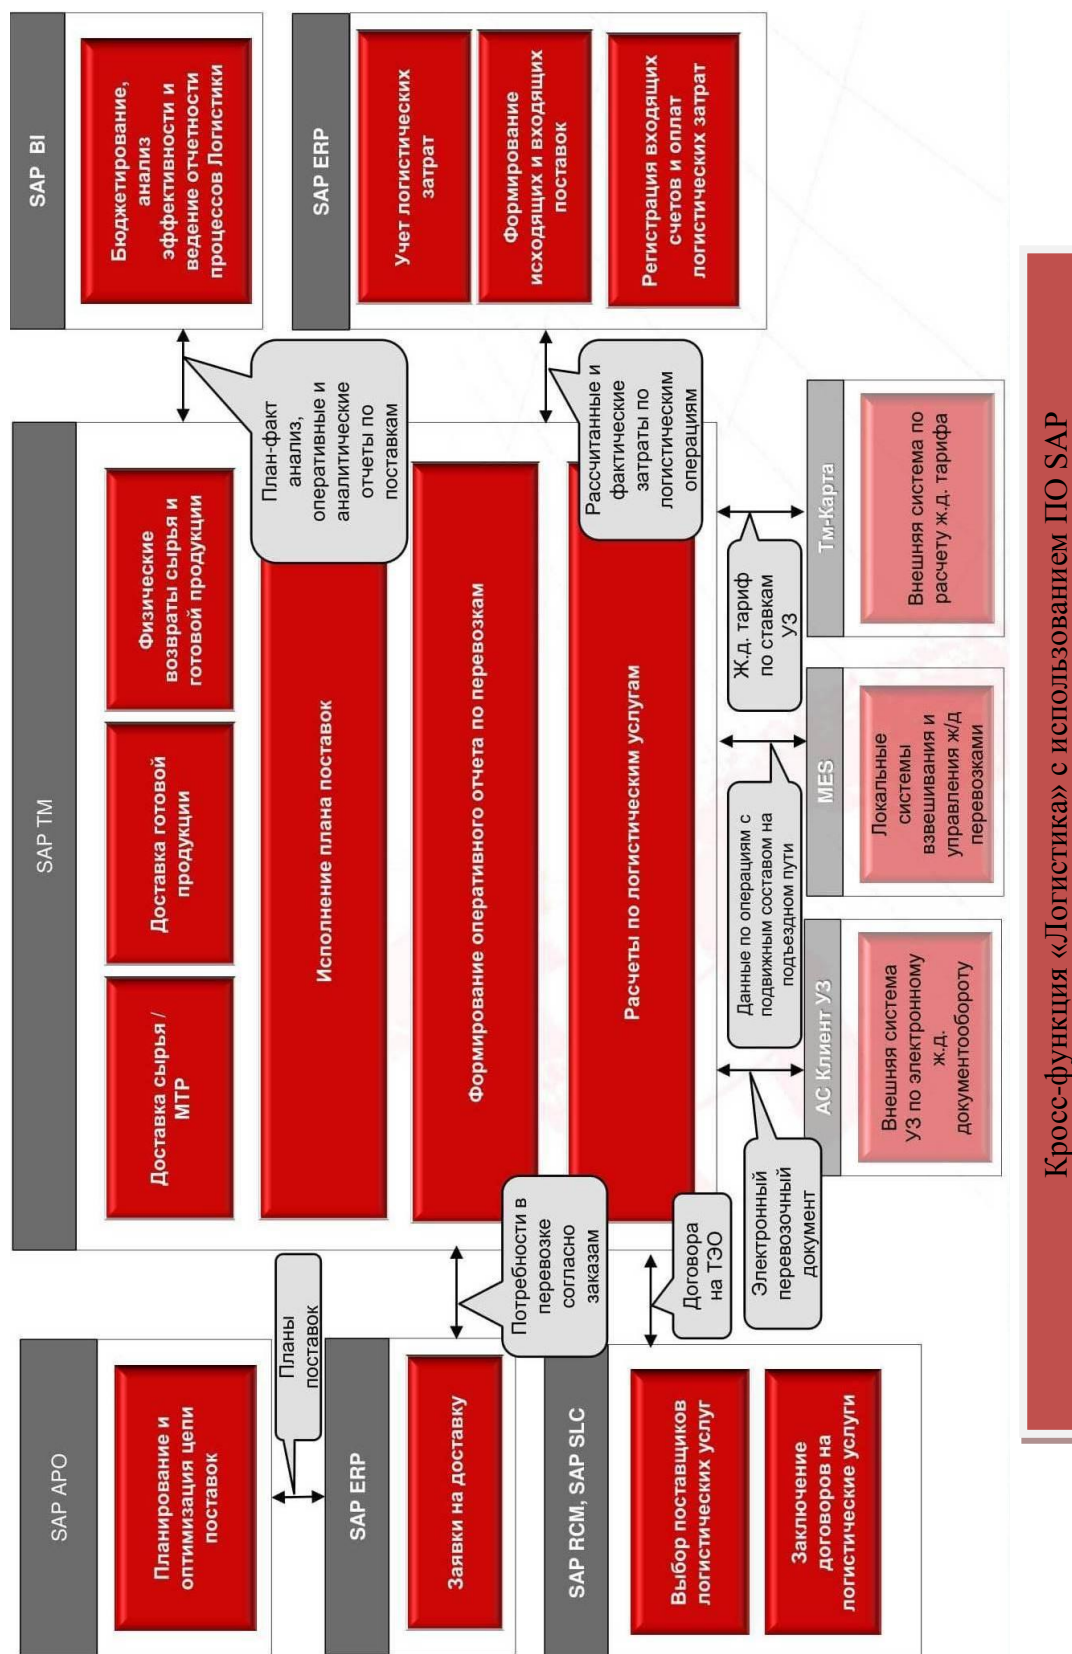 SAP APO
Планирование и
оптимизация цепи
поставок
Планы
поставок
SAP ERP
Заявки на доставку
Потребности в
перевозке
согласно
заказам
SAP RCM, SAP SLC
Выбор поставщиков
логистических услуг
Заключение
договоров на
логистические услуги
Договора
на ТЭО
SAP TM
Доставка сырья /
МТР
Доставка готовой
продукции
Физические
возвраты сырья и
готовой продукции
Исполнение плана поставок
Формирование оперативного отчета по перевозкам
Расчеты по логистическим услугам
План-факт
анализ,
оперативные и
аналитические
отчеты по
поставкам
Рассчитанные и
фактические
затраты по
логистическим
операциям
SAP BI
Бюджетирование,
анализ
эффективности и
ведение отчетности
процессов Логистики
SAP ERP
Учет логистических
затрат
Формирование
исходящих и входящих
поставок
Регистрация входящих
счетов и оплат
логистических затрат
Электронный
перевозочный
документ
Данные по операциям с
подвижным составом на
подъездном пути
Ж.д. тариф
по ставкам
УЗ
АС Клиент УЗ
Внешняя система
УЗ по электронному
ж.д.
документообороту
MES
Локальные
системы
взвешивания и
управления ж/д
перевозками
Тм-Карта
Внешняя система по
расчету ж.д. тарифа
Кросс-функция «Логистика» с использованием ПО SAP